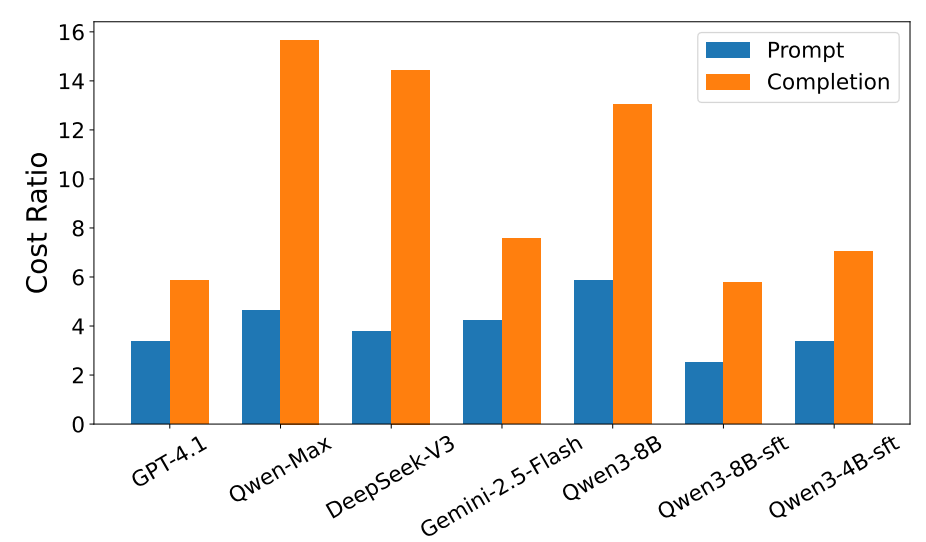 16
14
12
10
8
6
4
2
0
Cost Ratio
Prompt
Completion
GPT-4.1
Qwen-Max
DeepSeek-V3
Gemini-2.5-Flash
Qwen3-8B
Qwen3-8B-sft
Qwen3-4B-sft